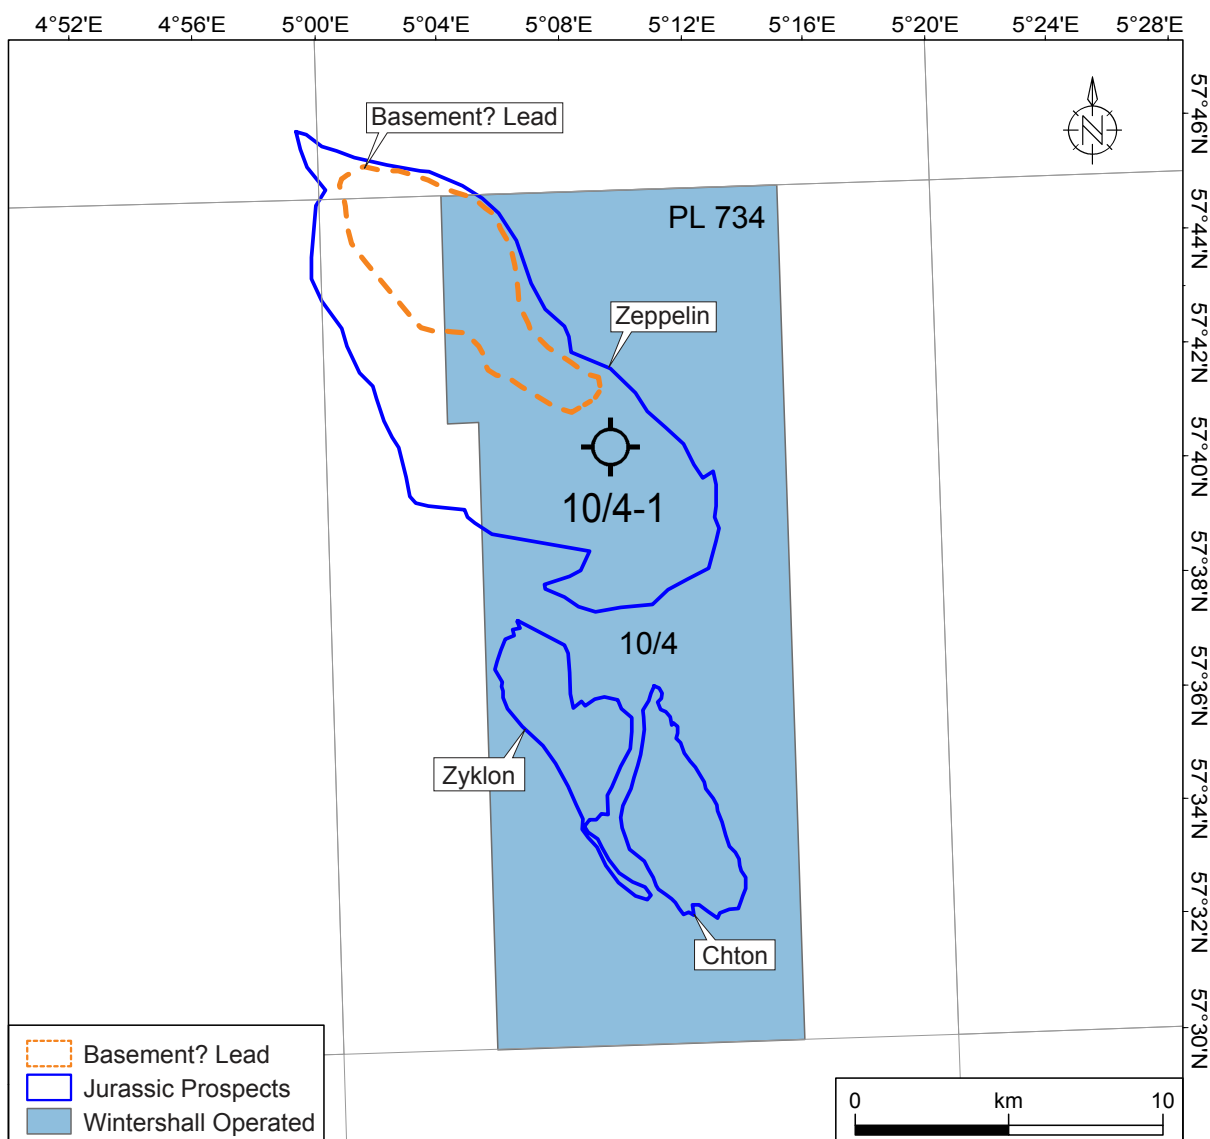 4°52'E 4°56'E 5°00'E 5°04'E 5°08'E 5°12'E 5°16'E 5°20'E 5°24'E 5°28'E
57°46'N
57°44'N
57°42'N
57°40'N
57°38'N
57°36'N
57°34'N
57°32'N
57°30'N
N
Basement? Lead
PL 734
Zeppelin
10/4-1
10/4
Zyklon
Chton
Basement? Lead
Jurassic Prospects
Wintershall Operated
0 km 10